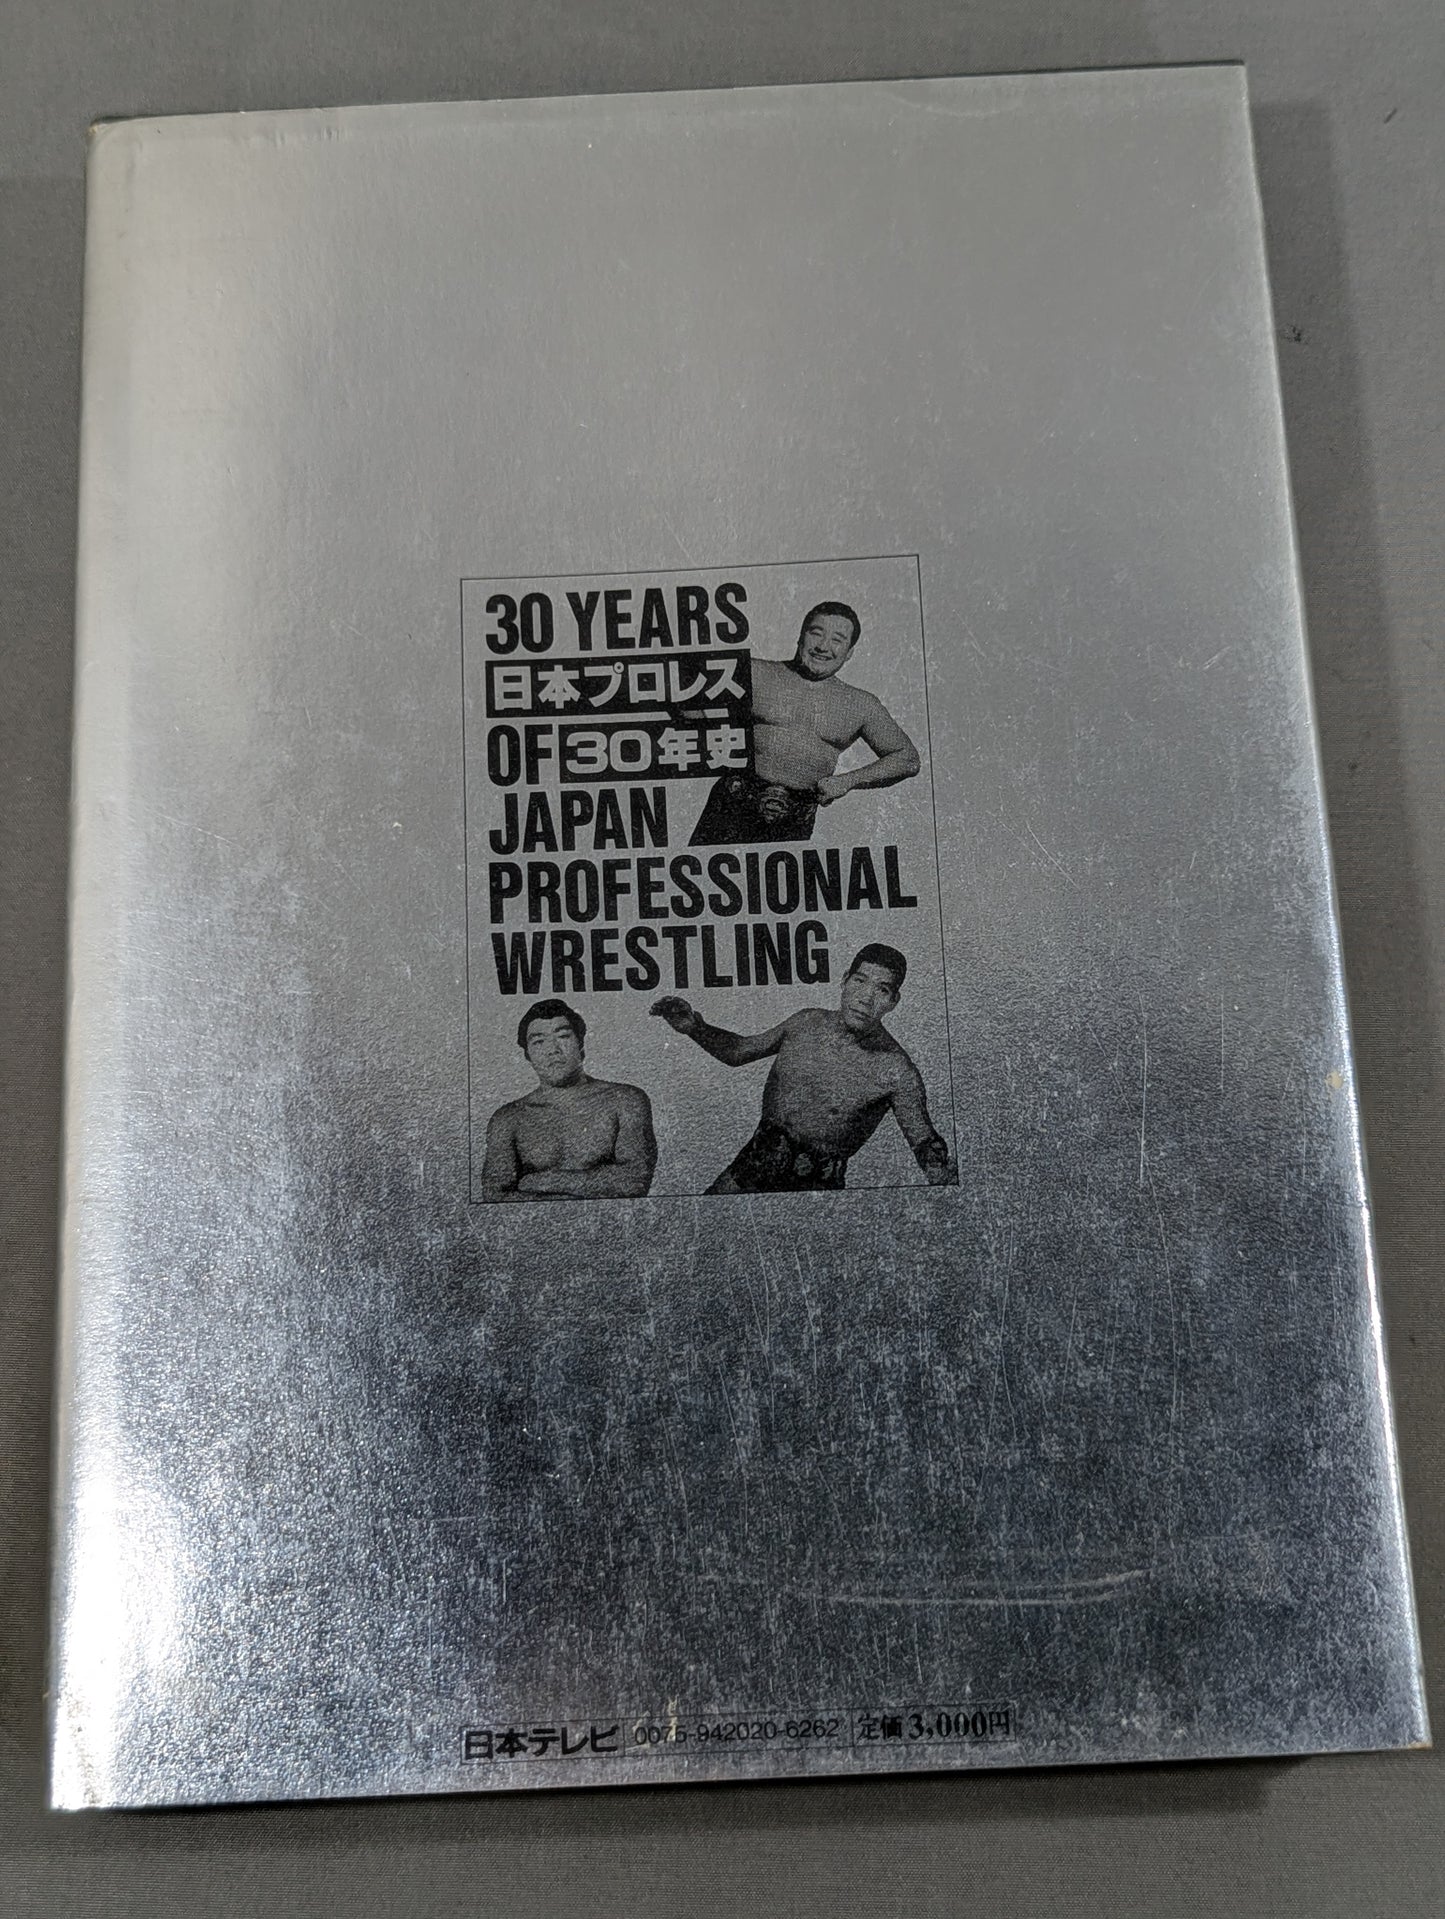 30 YEARS
日本プロレス
OF 30年史
JAPAN
PROFESSIONAL
WRESTLING
日本テレビ 0075-942020-6262 定価3,000円